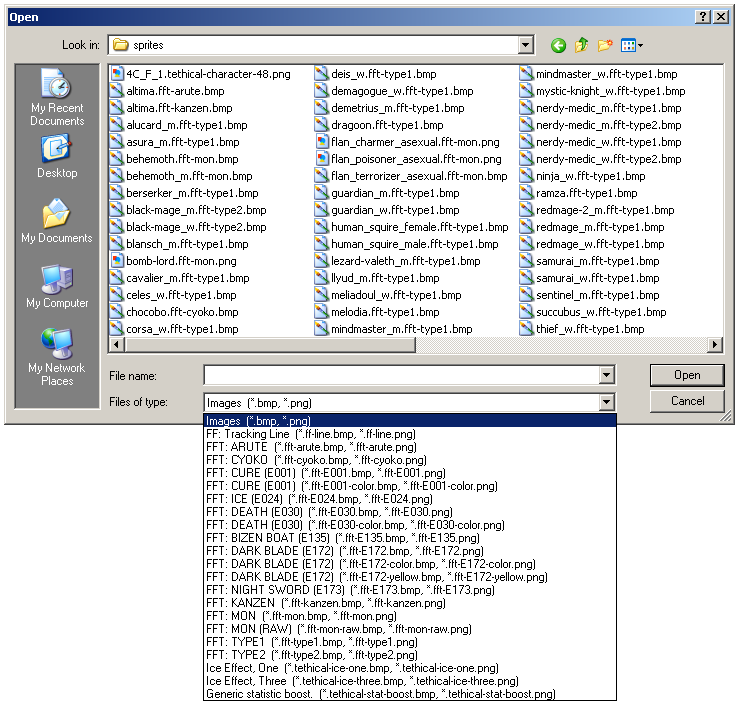 Open
Look in: sprites
My Recent Documents
Desktop
My Documents
My Computer
My Network Places
4C_F_1.tethical-character-48.png
altima.fft-arute.bmp
altima.fft-kanzen.bmp
alucard_m.fft-type1.bmp
asura_m.fft-type1.bmp
behemoth.fft-mon.bmp
behemoth_m.fft-mon.bmp
berserker_m.fft-type1.bmp
black-mage_m.fft-type2.bmp
black-mage_w.fft-type2.bmp
blansch_m.fft-type1.bmp
bomb-lord.fft-mon.png
cavalier_m.fft-type1.bmp
celes_w.fft-type1.bmp
chocobo.fft-cyoko.bmp
corsa_w.fft-type1.bmp
deis_w.fft-type1.bmp
demagogue_w.fft-type1.bmp
demetrius_m.fft-type1.bmp
dragoon.fft-type1.bmp
flan_charmer_asexual.fft-mon.png
flan_poisoner_asexual.fft-mon.png
flan_terrorizer_asexual.fft-mon.bmp
guardian_m.fft-type1.bmp
guardian_w.fft-type1.bmp
human_squire_female.fft-type1.bmp
human_squire_male.fft-type1.bmp
lezard-valeth_m.fft-type1.bmp
llyud_m.fft-type1.bmp
meliadoul_w.fft-type1.bmp
melodia.fft-type1.bmp
mindmaster_m.fft-type1.bmp
mindmaster_w.fft-type1.bmp
mystic-knight_w.fft-type1.bmp
nerdy-medic_m.fft-type1.bmp
nerdy-medic_m.fft-type2.bmp
nerdy-medic_w.fft-type1.bmp
nerdy-medic_w.fft-type2.bmp
ninja_w.fft-type1.bmp
ramza.fft-type1.bmp
redmage-2_m.fft-type1.bmp
redmage_m.fft-type1.bmp
redmage_w.fft-type1.bmp
samurai_m.fft-type1.bmp
samurai_w.fft-type1.bmp
sentinel_m.fft-type1.bmp
succubus_w.fft-type1.bmp
thief_w.fft-type1.bmp
File name:
Open
Files of type: Images (*.bmp, *.png)
Cancel
Images (*.bmp, *.png)
FF: Tracking Line (*.ff-line.bmp, *.ff-line.png)
FFT: ARUTE (*.fft-arute.bmp, *.fft-arute.png)
FFT: CYOKO (*.fft-cyoko.bmp, *.fft-cyoko.png)
FFT: CURE (E001) (*.fft-E001.bmp, *.fft-E001.png)
FFT: CURE (E001) (*.fft-E001-color.bmp, *.fft-E001-color.png)
FFT: ICE (E024) (*.fft-E024.bmp, *.fft-E024.png)
FFT: DEATH (E030) (*.fft-E030.bmp, *.fft-E030.png)
FFT: DEATH (E030) (*.fft-E030-color.bmp, *.fft-E030-color.png)
FFT: BIZEN BOAT (E135) (*.fft-E135.bmp, *.fft-E135.png)
FFT: DARK BLADE (E172) (*.fft-E172.bmp, *.fft-E172.png)
FFT: DARK BLADE (E172) (*.fft-E172-color.bmp, *.fft-E172-color.png)
FFT: DARK BLADE (E172) (*.fft-E172-yellow.bmp, *.fft-E172-yellow.png)
FFT: NIGHT SWORD (E173) (*.fft-E173.bmp, *.fft-E173.png)
FFT: KANZEN (*.fft-kanzen.bmp, *.fft-kanzen.png)
FFT: MON (*.fft-mon.bmp, *.fft-mon.png)
FFT: MON (RAW) (*.fft-mon-raw.bmp, *.fft-mon-raw.png)
FFT: TYPE1 (*.fft-type1.bmp, *.fft-type1.png)
FFT: TYPE2 (*.fft-type2.bmp, *.fft-type2.png)
Ice Effect, One (*.tethical-ice-one.bmp, *.tethical-ice-one.png)
Ice Effect, Three (*.tethical-ice-three.bmp, *.tethical-ice-three.png)
Generic statistic boost. (*.tethical-stat-boost.bmp, *.tethical-stat-boost.png)